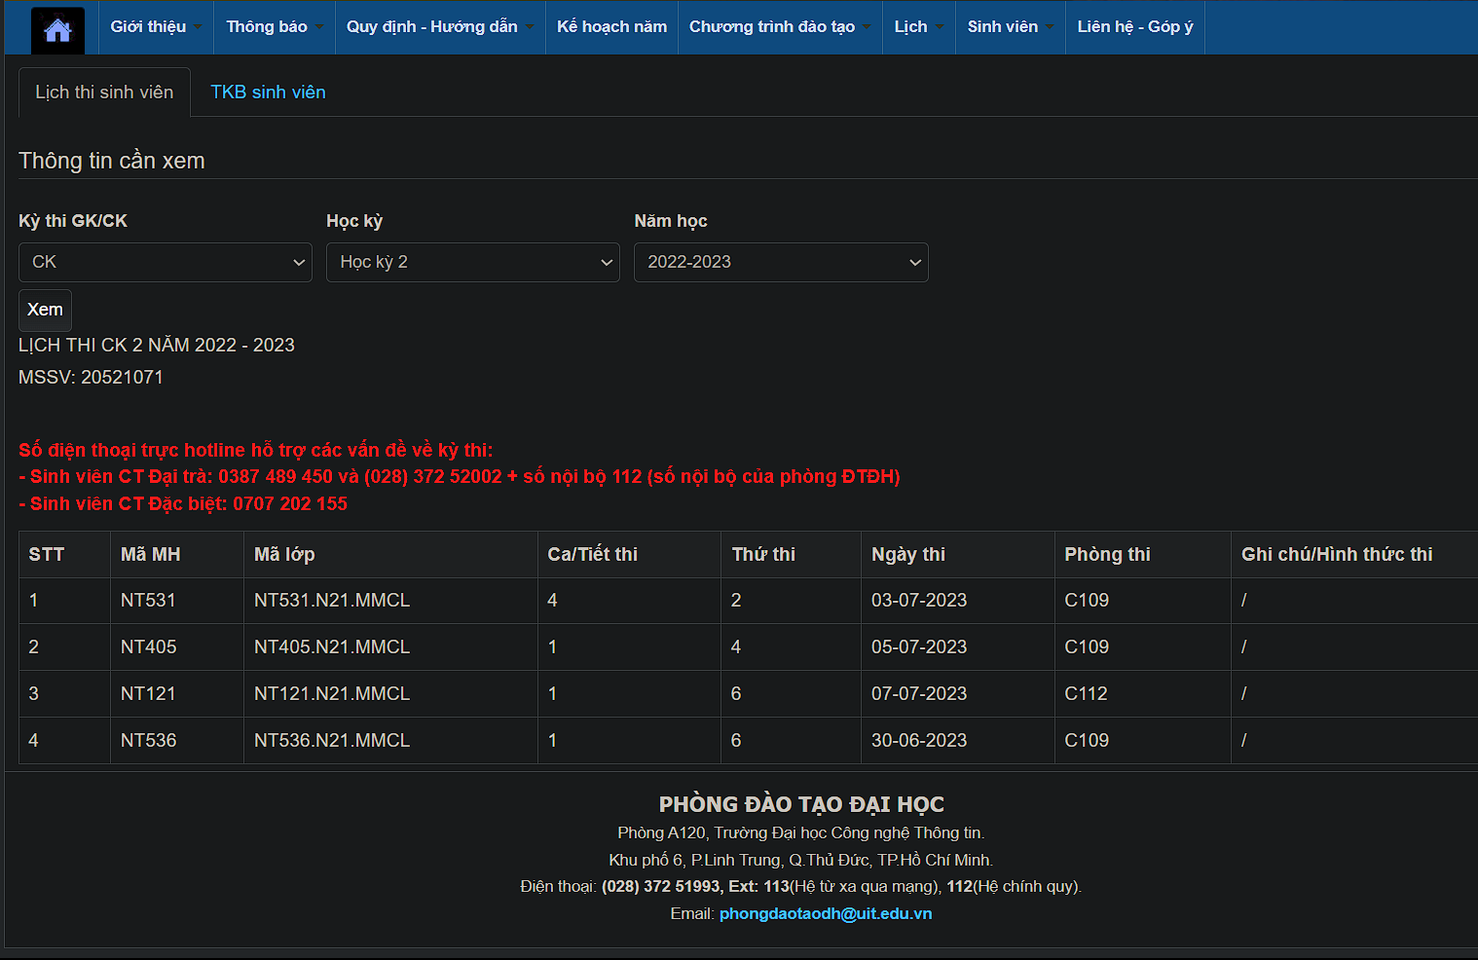 Giới thiệu Thông báo Quy định - Hướng dẫn Kế hoạch năm Chương trình đào tạo Lịch Sinh viên Liên hệ - Góp ý
Lịch thi sinh viên TKB sinh viên
Thông tin cần xem
Kỳ thi GK/CK Học kỳ Năm học
CK Học kỳ 2 2022-2023
Xem
LỊCH THI CK 2 NĂM 2022 - 2023
MSSV: 20521071
Số điện thoại trực hotline hỗ trợ các vấn đề về kỳ thi:
- Sinh viên CT Đại trà: 0387 489 450 và (028) 372 52002 + số nội bộ 112 (số nội bộ của phòng ĐTĐH)
- Sinh viên CT Đặc biệt: 0707 202 155
STT Mã MH Mã lớp Ca/Tiết thi Thứ thi Ngày thi Phòng thi Ghi chú/Hình thức thi
1 NT531 NT531.N21.MMCL 4 2 03-07-2023 C109 /
2 NT405 NT405.N21.MMCL 1 4 05-07-2023 C109 /
3 NT121 NT121.N21.MMCL 1 6 07-07-2023 C112 /
4 NT536 NT536.N21.MMCL 1 6 30-06-2023 C109 /
PHÒNG ĐÀO TẠO ĐẠI HỌC
Phòng A120, Trường Đại học Công nghệ Thông tin.
Khu phố 6, P.Linh Trung, Q.Thủ Đức, TP.Hồ Chí Minh.
Điện thoại: (028) 372 51993, Ext: 113(Hệ từ xa qua mạng), 112(Hệ chính quy).
Email: phongdaotaodh@uit.edu.vn